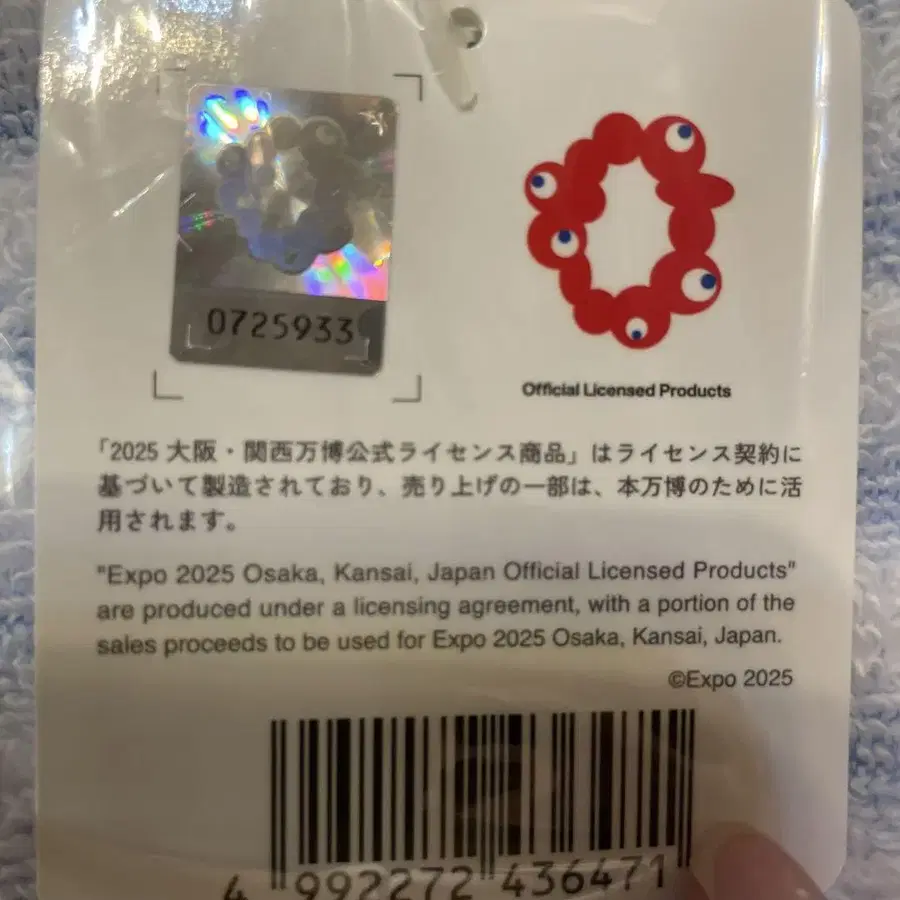 0725933
Official Licensed Products
「2025 大阪・関西万博公式ライセンス商品」はライセンス契約に
基づいて製造されており、売り上げの一部は、本万博のために活
用されます。
"Expo 2025 Osaka, Kansai, Japan Official Licensed Products"
are produced under a licensing agreement, with a portion of the
sales proceeds to be used for Expo 2025 Osaka, Kansai, Japan.
©Expo 2025
4 992272 436471